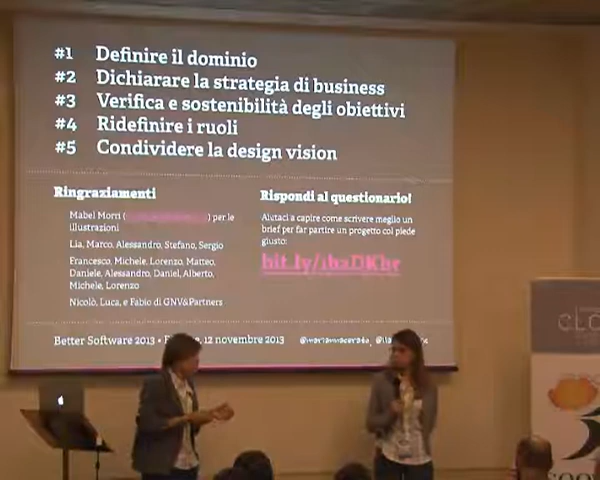 #1 Definire il dominio
#2 Dichiarare la strategia di business
#3 Verifica e sostenibilità degli obiettivi
#4 Ridefinire i ruoli
#5 Condividere la design vision
Ringraziamenti
Mabel Morri ( ) per le
illustrazioni
Lia, Marco, Alessandro, Stefano, Sergio
Francesco, Michele, Lorenzo, Matteo,
Daniele, Alessandro, Daniel, Alberto,
Michele, Lorenzo
Nicolò, Luca, e Fabio di GNV&Partners
Rispondi al questionario!
Aiutaci a capire come scrivere meglio un
brief per far partire un progetto col piede
giusto:
Better Software 2013 • 12 novembre 2013